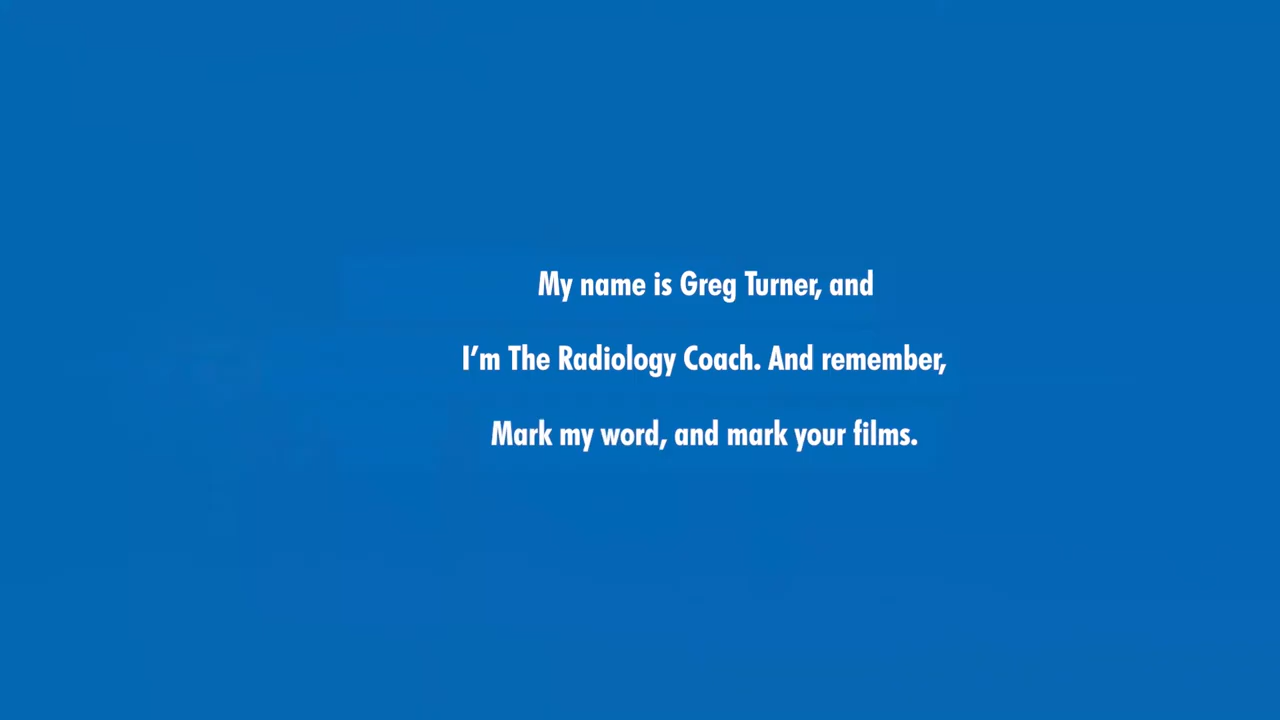 My name is Greg Turner, and
I’m The Radiology Coach. And remember,
Mark my word, and mark your films.